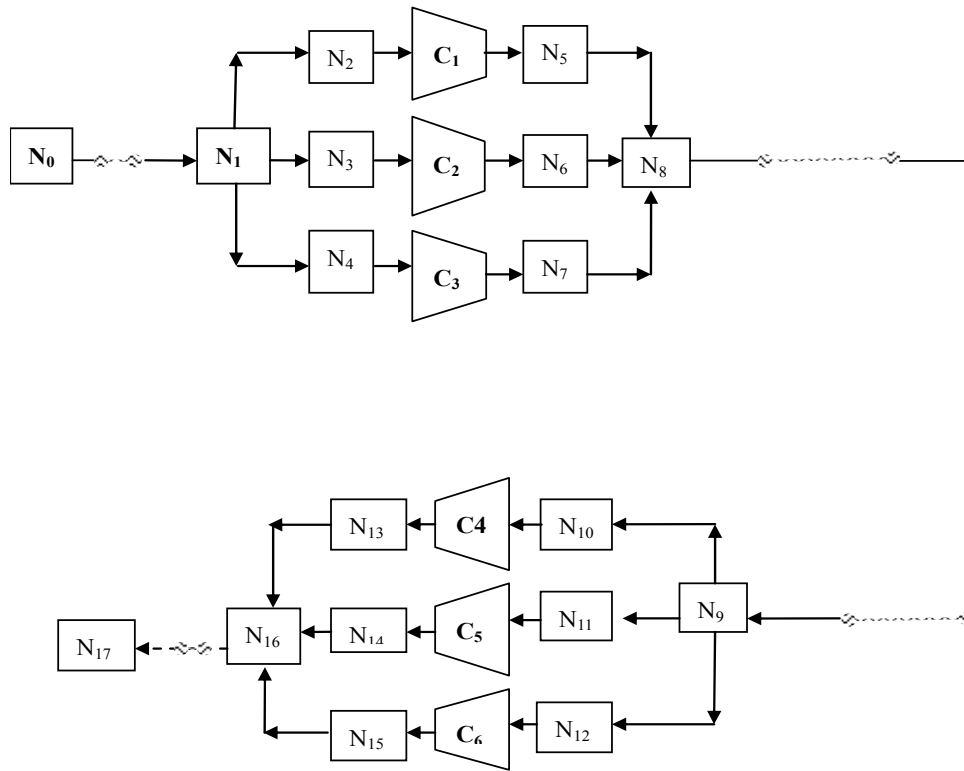 N₂ C₁ N₅
N₀ N₁ N₃ C₂ N₆ N₈
N₄ C₃ N₇
N₁₃ C4 N₁₀
N₁₇ N₁₆ N₁₄ C₅ N₁₁ N₉
N₁₅ C₆ N₁₂